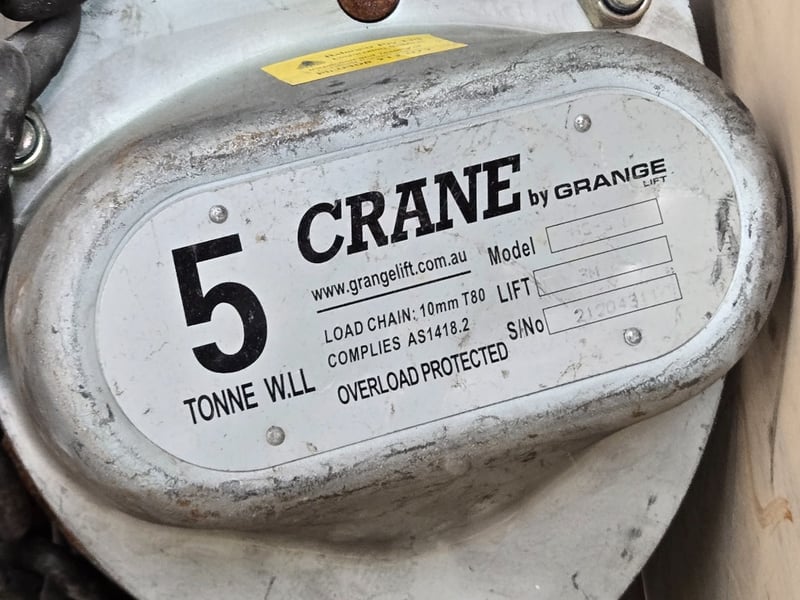 CRANE by GRANGE
LIFT
www.grangelift.com.au
5
TONNE W.LL
LOAD CHAIN: 10mm T80
COMPLIES AS1418.2
OVERLOAD PROTECTED
Model
LIFT 3M
S/No